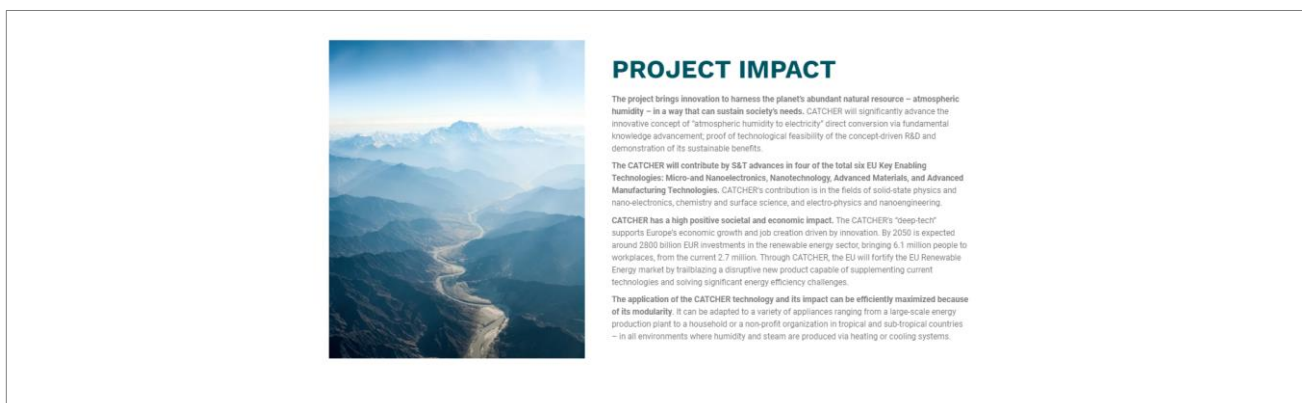 PROJECT IMPACT
The project brings innovation to harness the planet's abundant natural resource – atmospheric
humidity – in a way that can sustain society's needs. CATCHER will significantly advance the
innovative concept of "atmospheric humidity to electricity" direct conversion via fundamental
knowledge advancement; proof of technological feasibility of the concept-driven R&D and
demonstration of its sustainable benefits.
The CATCHER will contribute by S&T advances in four of the total six EU Key Enabling
Technologies: Micro-and Nanoelectronics, Nanotechnology, Advanced Materials, and Advanced
Manufacturing Technologies. CATCHER's contribution is in the fields of solid-state physics and
nano-electronics, chemistry and surface science, and electro-physics and nanoengineering.
CATCHER has a high positive societal and economic impact. The CATCHER's "deep-tech"
supports Europe's economic growth and job creation driven by innovation. By 2050 is expected
around 2800 billion EUR investments in the renewable energy sector, bringing 6.1 million people to
workplaces, from the current 2.7 million. Through CATCHER, the EU will fortify the EU Renewable
Energy market by trailblazing a disruptive new product capable of supplementing current
technologies and solving significant energy efficiency challenges.
The application of the CATCHER technology and its impact can be efficiently maximized because
of its modularity. It can be adapted to a variety of appliances ranging from a large-scale energy
production plant to a household or a non-profit organization in tropical and sub-tropical countries
– in all environments where humidity and steam are produced via heating or cooling systems.